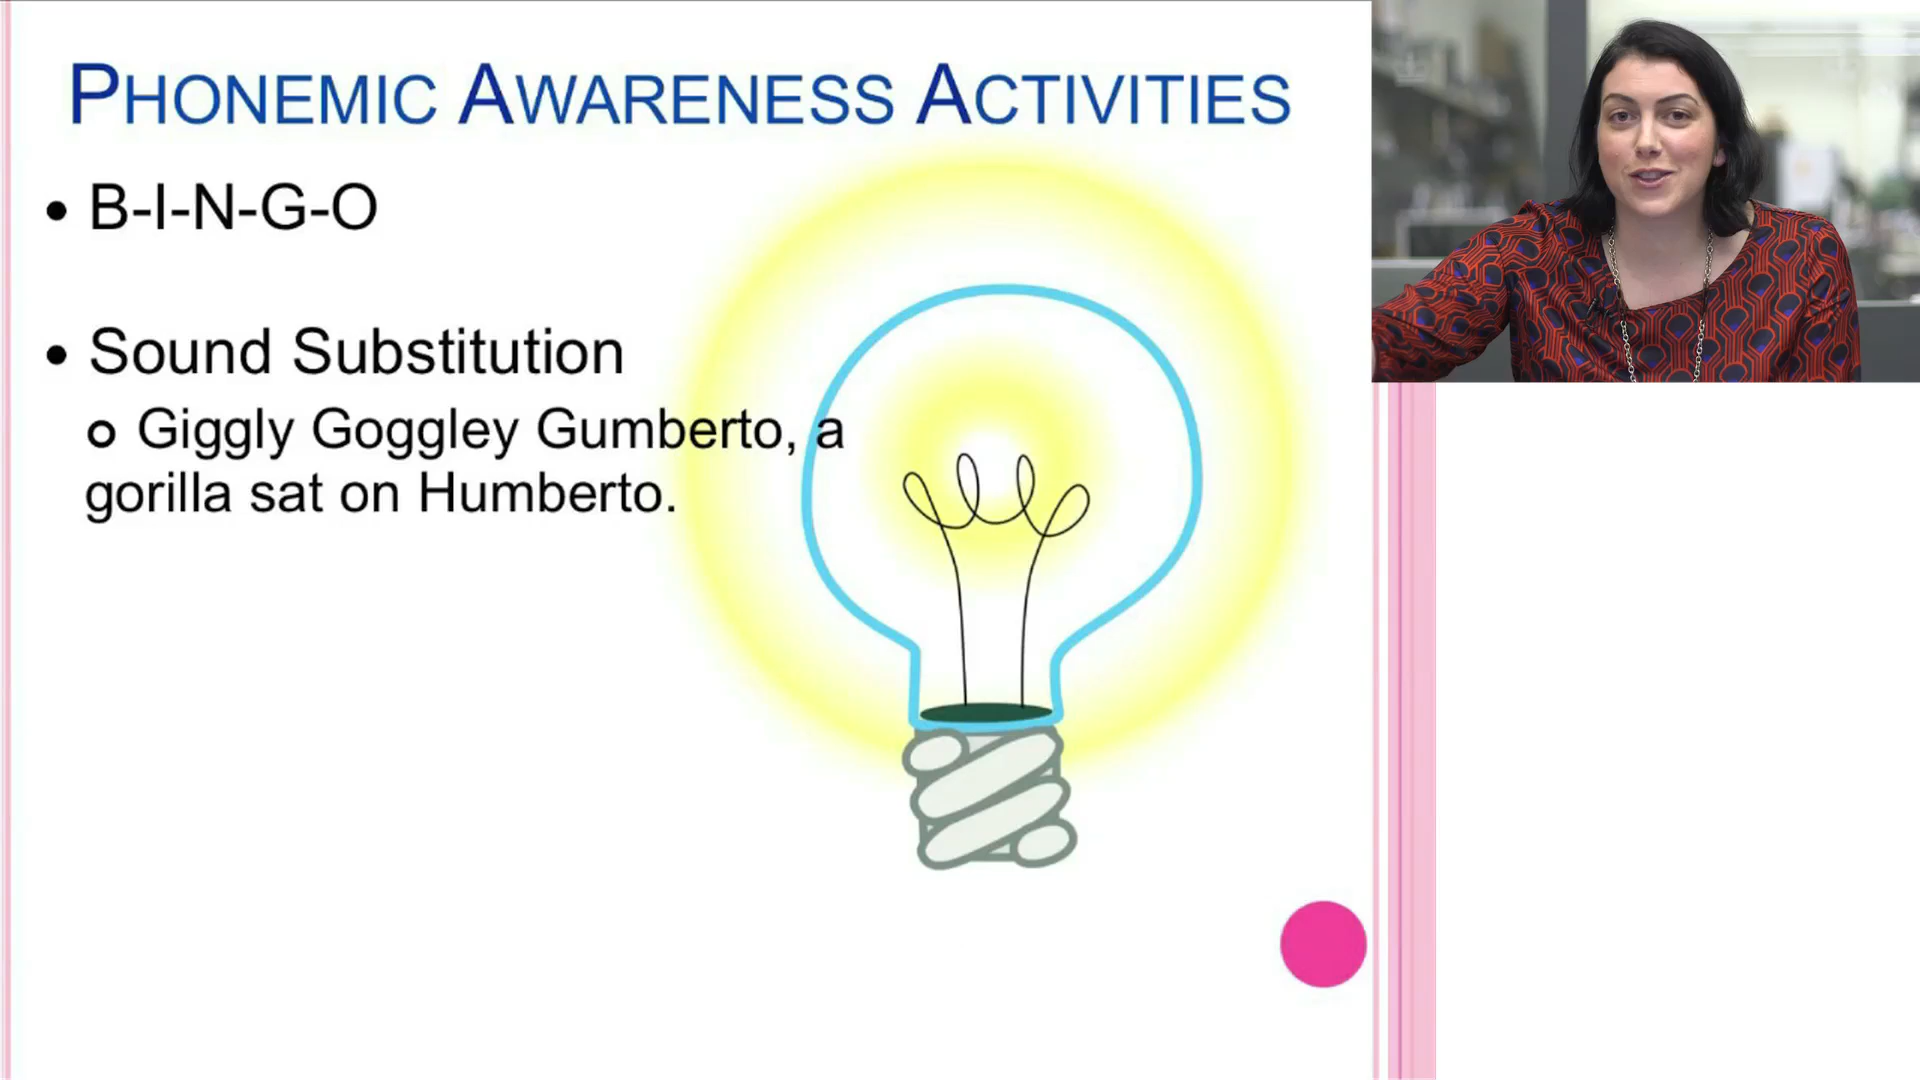 PHONEMIC AWARENESS ACTIVITIES
• B-I-N-G-O
• Sound Substitution
o Giggly Goggley Gumberto, a
gorilla sat on Humberto.